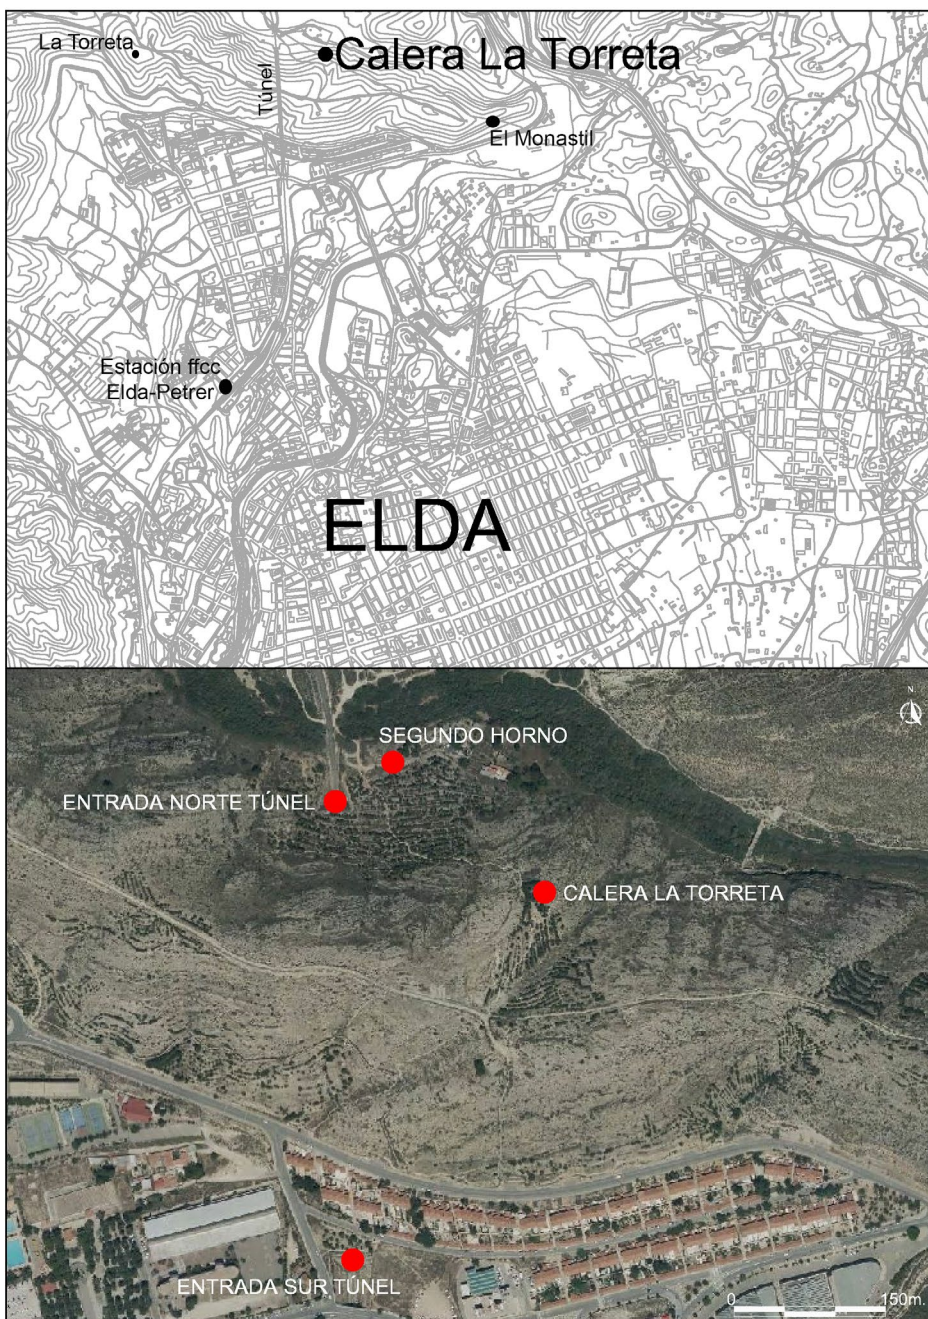 La Torreta
Túnel
Calera La Torreta
El Monastil
Estación ffcc
Elda-Petrer
ELDA
N
SEGUNDO HORNO
ENTRADA NORTE TÚNEL
CALERA LA TORRETA
ENTRADA SUR TÚNEL
0 150m.